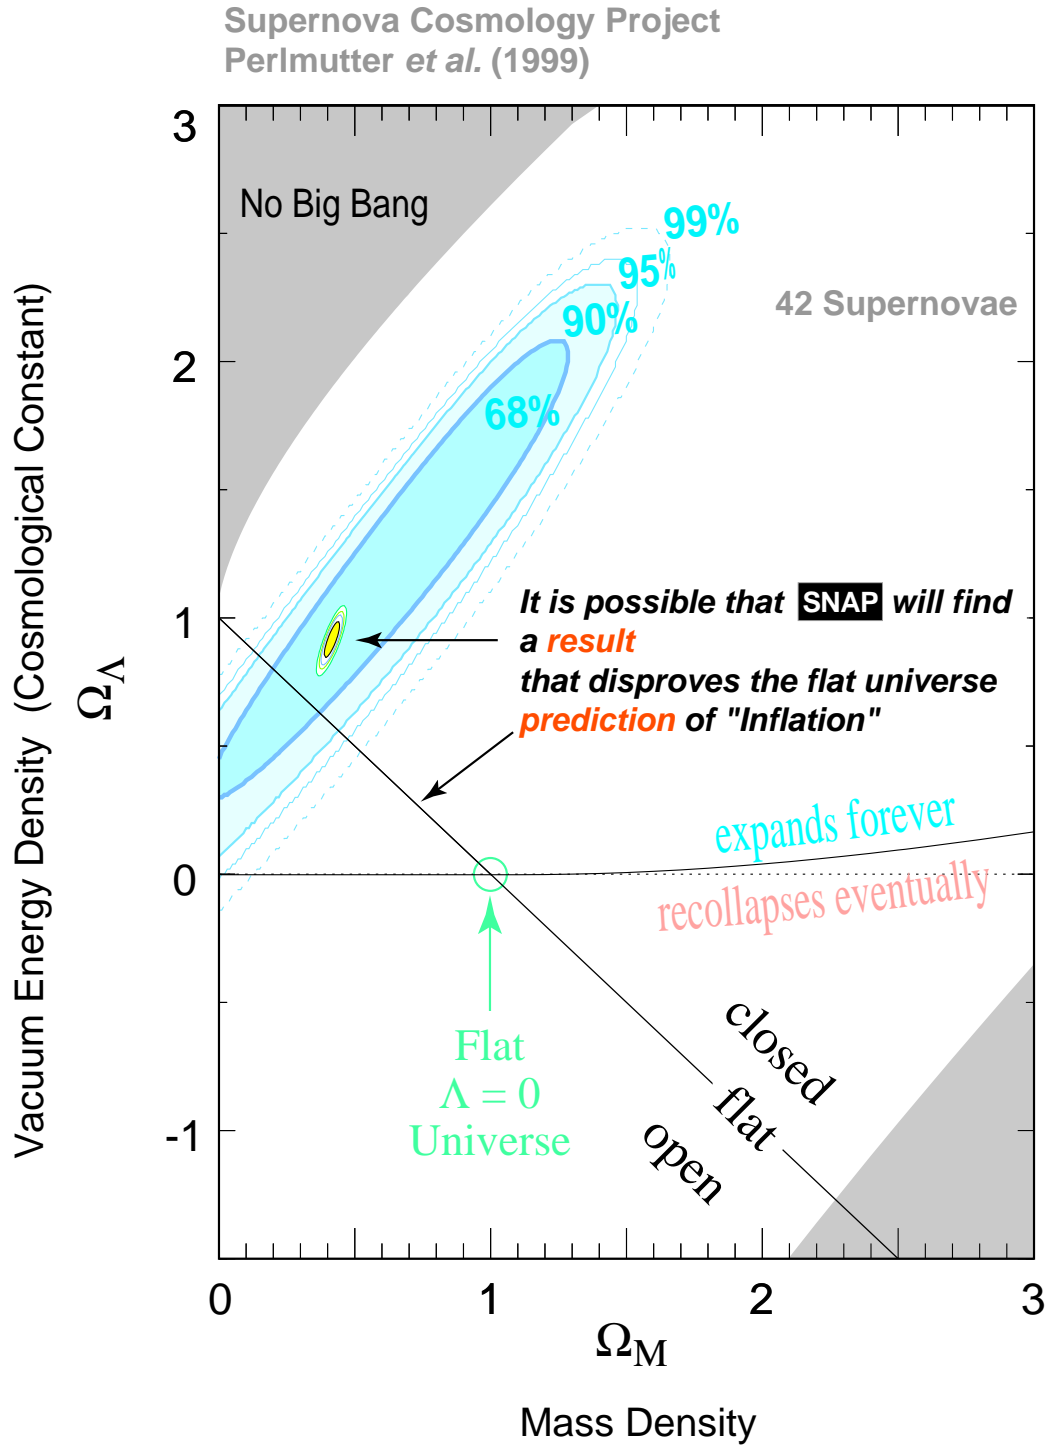 Supernova Cosmology Project
Perlmutter et al. (1999)
3
No Big Bang
99%
95%
42 Supernovae
90%
Vacuum Energy Density (Cosmological Constant)
2
68%
1
It is possible that SNAP will find
a result
that disproves the flat universe
prediction of "Inflation"
ΩΛ
expands forever
0
recollapses eventually
closed
Flat
Λ = 0
flat
-1
Universe
open
0
1
2
3
ΩM
Mass Density